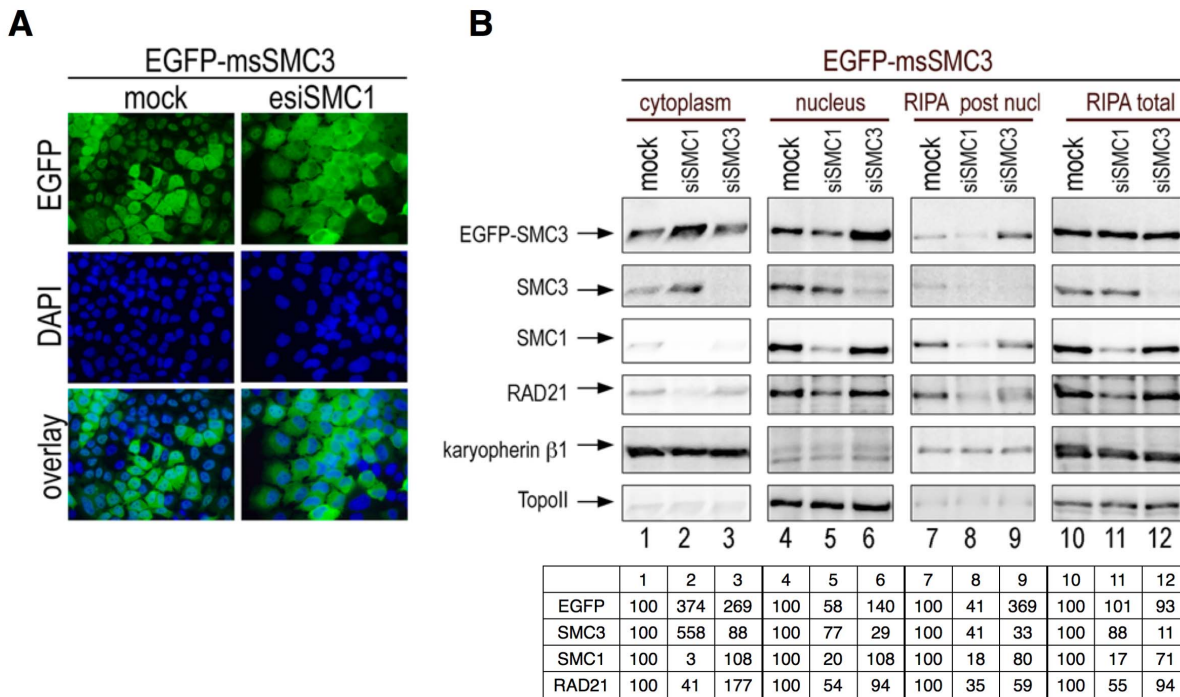 A
EGFP-msSMC3
mock esiSMC1
EGFP
DAPI
overlay
B
EGFP-msSMC3
cytoplasm nucleus RIPA post nucl RIPA total
mock siSMC1 siSMC3 mock siSMC1 siSMC3 mock siSMC1 siSMC3 mock siSMC1 siSMC3
EGFP-SMC3
SMC3
SMC1
RAD21
karyopherin β1
TopoII
1 2 3 4 5 6 7 8 9 10 11 12
1 2 3 4 5 6 7 8 9 10 11 12
EGFP 100 374 269 100 58 140 100 41 369 100 101 93
SMC3 100 558 88 100 77 29 100 41 33 100 88 11
SMC1 100 3 108 100 20 108 100 18 80 100 17 71
RAD21 100 41 177 100 54 94 100 35 59 100 55 94